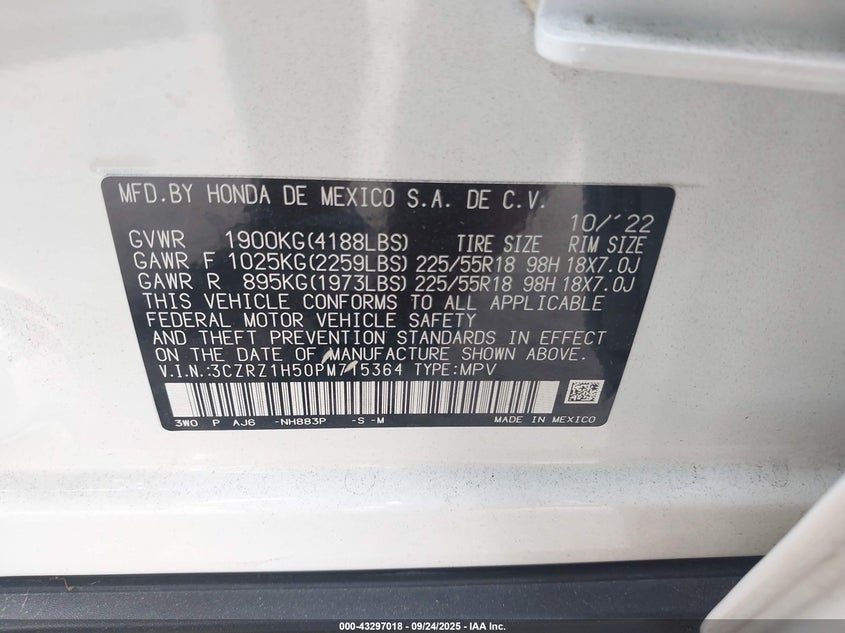 MFD.BY HONDA DE MEXICO S.A. DE C.V.
10/'22
GVWR 1900KG(4188LBS) TIRE SIZE RIM SIZE
GAWR F 1025KG(2259LBS) 225/55R18 98H 18X7.0J
GAWR R 895KG(1973LBS) 225/55R18 98H 18X7.0J
THIS VEHICLE CONFORMS TO ALL APPLICABLE
FEDERAL MOTOR VEHICLE SAFETY
AND THEFT PREVENTION STANDARDS IN EFFECT
ON THE DATE OF MANUFACTURE SHOWN ABOVE.
V.I.N.:3CZRZ1H50PM715364 TYPE:MPV
3W0 P AJ6 -NH883P -S -M MADE IN MEXICO
000-43297018 - 09/24/2025 - IAA Inc.